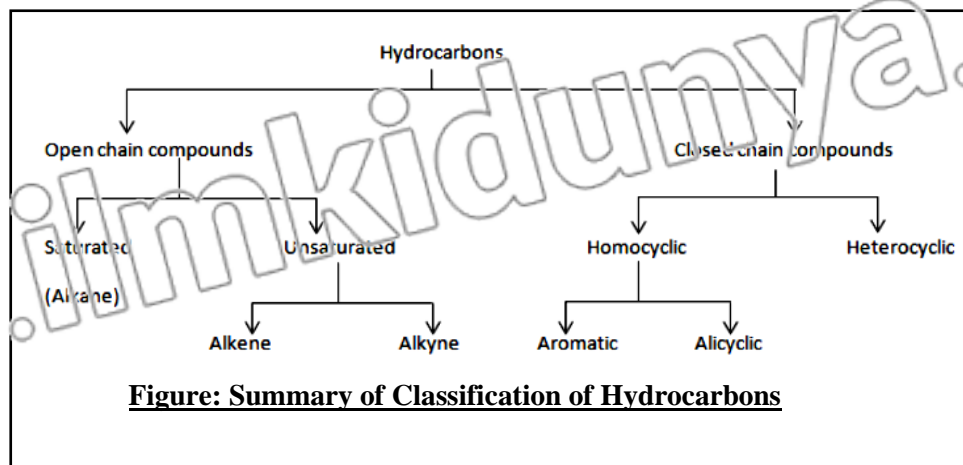 Hydrocarbons
Open chain compounds
Closed chain compounds
Saturated
Unsaturated
Homocyclic
Heterocyclic
(Alkane)
Alkene
Alkyne
Aromatic
Alicyclic
Figure: Summary of Classification of Hydrocarbons
.ilmkidunya.